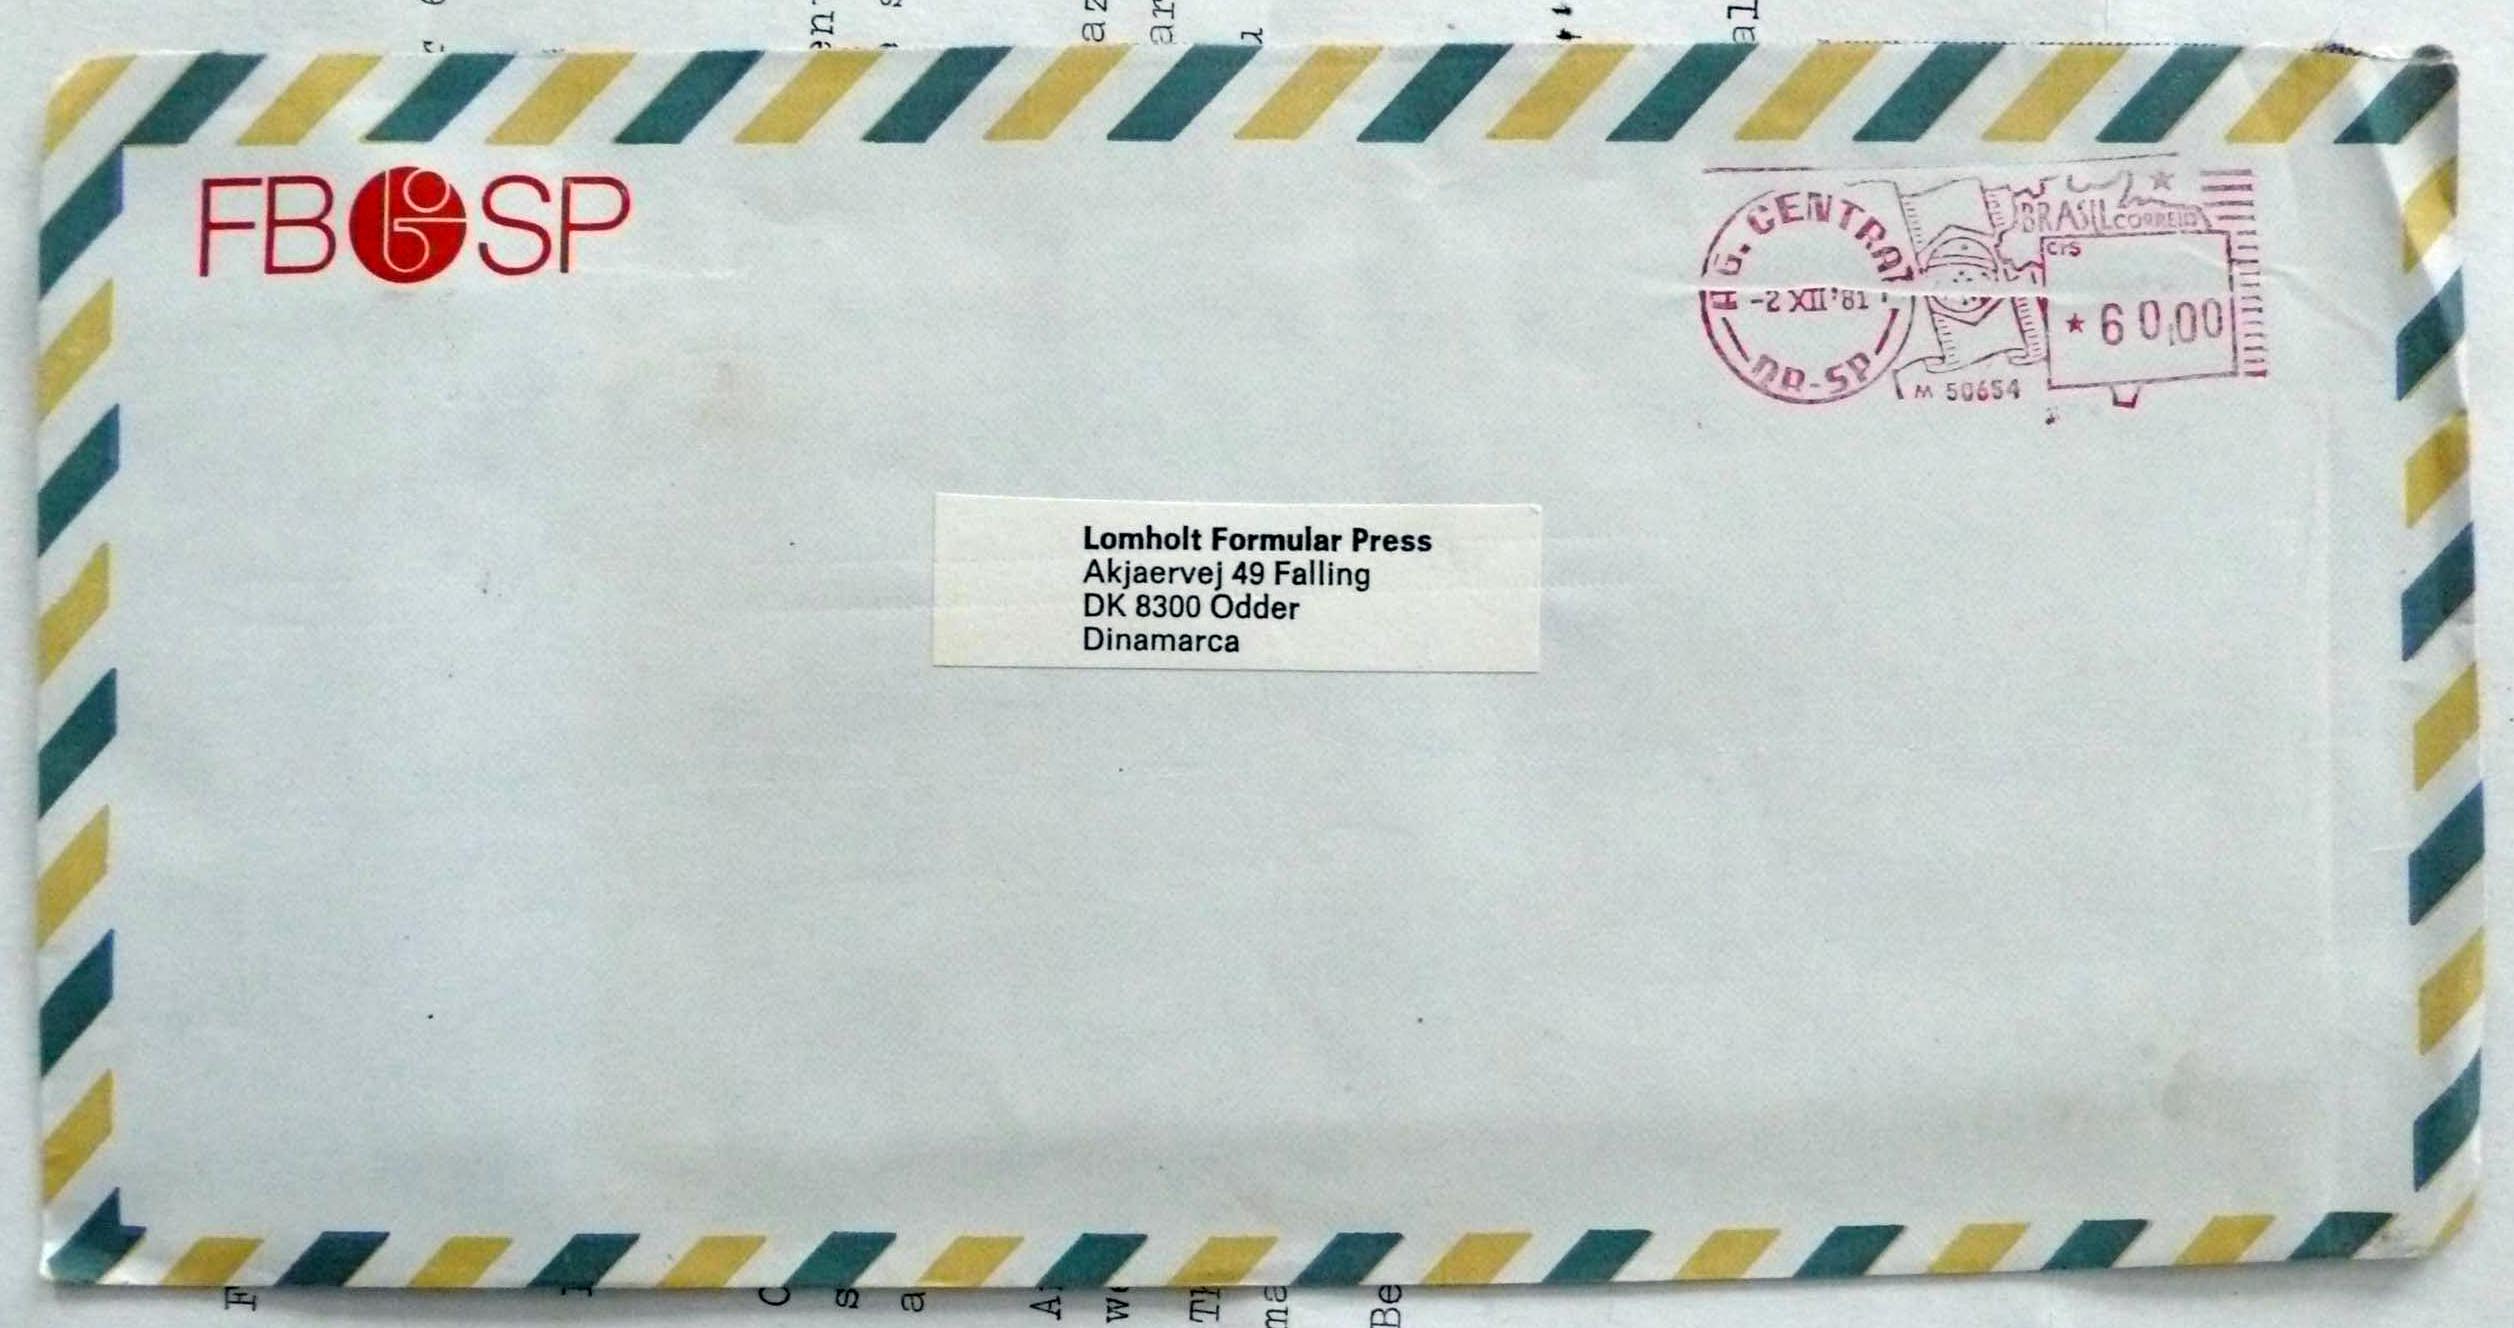 FB SP
AG. CENTRAL
-2 XII '81
DR-SP
M 50654
BRASIL CORREIO
CrS
* 60,00
Lomholt Formular Press
Akjaervej 49 Falling
DK 8300 Odder
Dinamarca